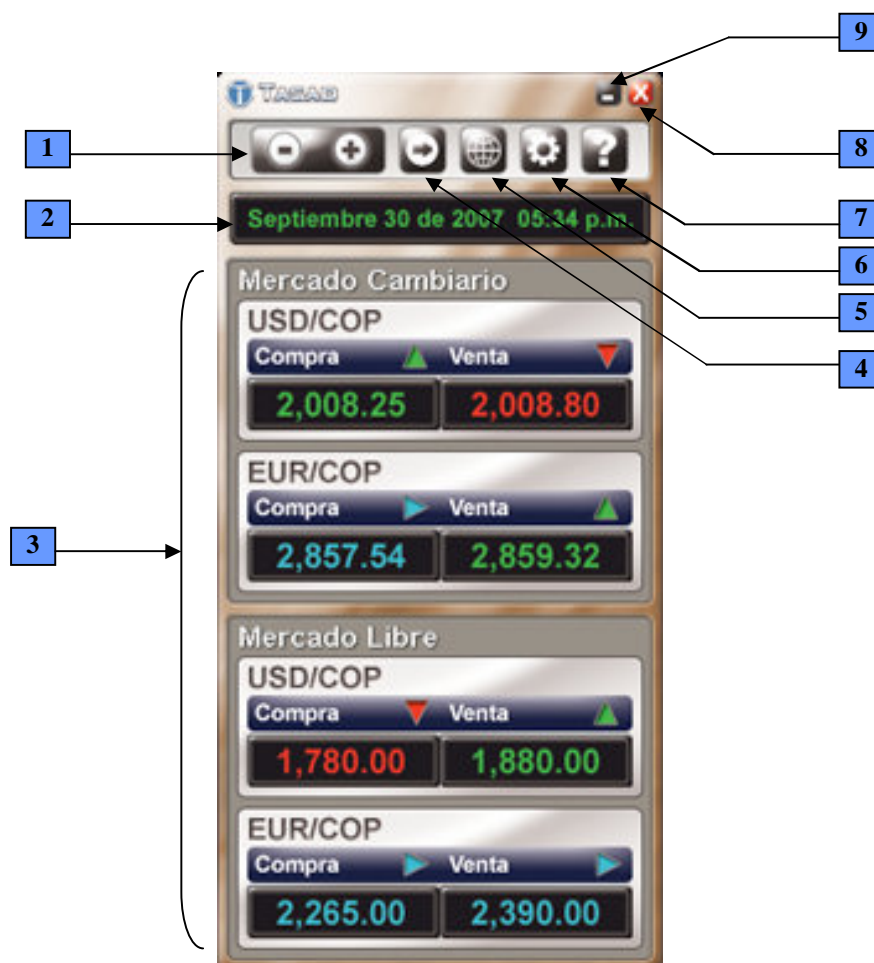 9
TASAD
1
8
2
Septiembre 30 de 2007 05:34 p.m.
7
6
5
4
Mercado Cambiario
USD/COP
Compra Venta
2,008.25 2,008.80
EUR/COP
Compra Venta
3
2,857.54 2,859.32
Mercado Libre
USD/COP
Compra Venta
1,780.00 1,880.00
EUR/COP
Compra Venta
2,265.00 2,390.00